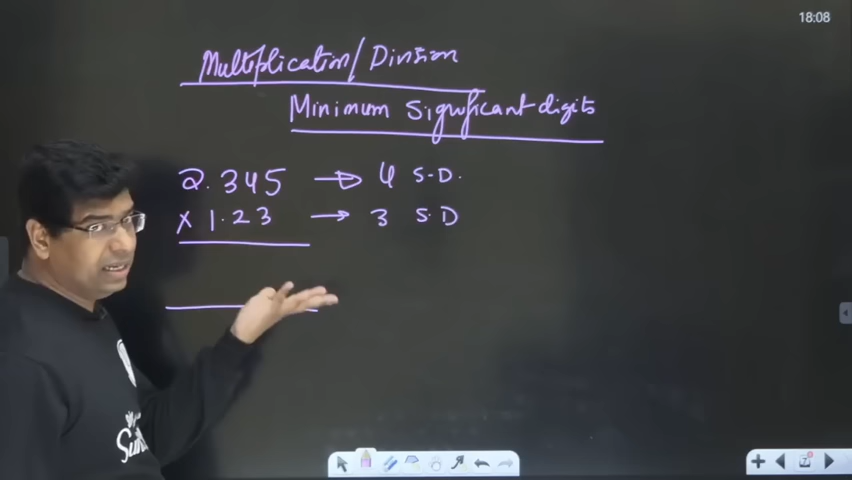 18:08
Multiplication/Division
Minimum significant digits
2.345 → 4 S.D.
x 1.23 → 3 S.D